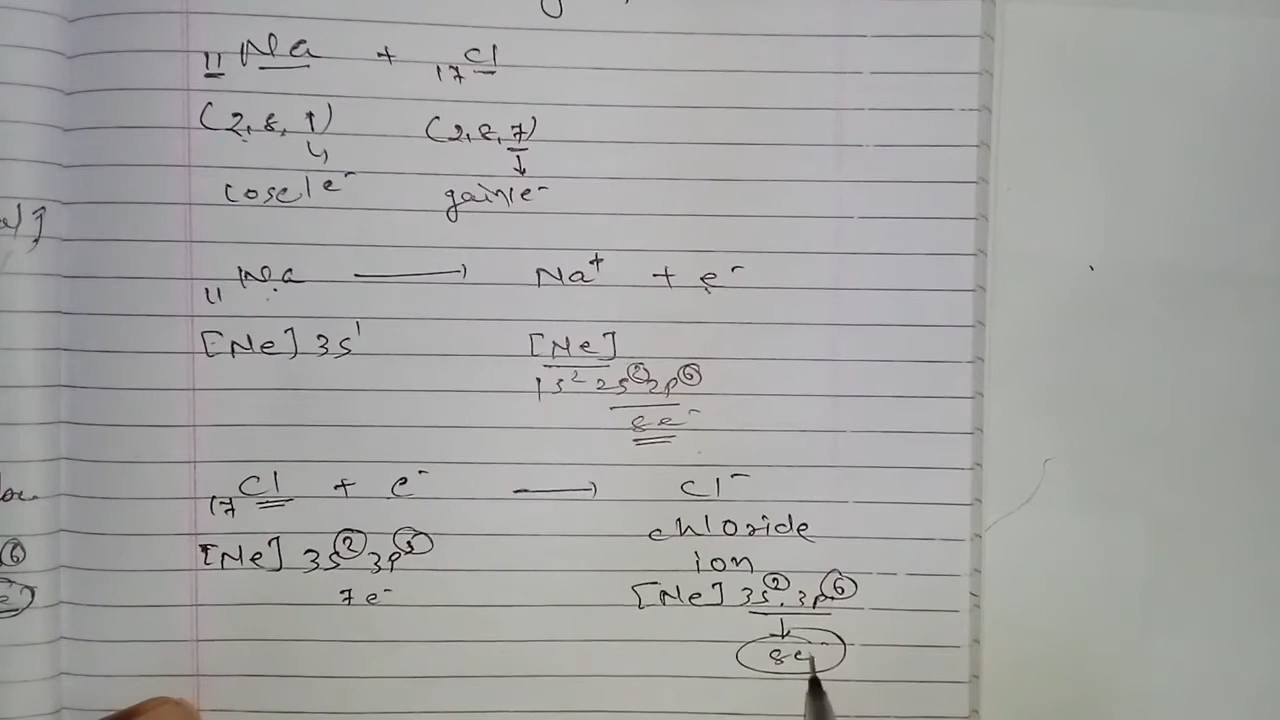 ₁₁Na + ₁₇Cl
(2, 8, 1) (2, 8, 7)
↳ ↓
lose 1e⁻ gain 1e⁻
₁₁Na ⟶ Na⁺ + e⁻
[Ne] 3s¹ [Ne]
1s² 2s² 2p⁶
8e⁻
₁₇Cl + e⁻ ⟶ Cl⁻
chloride
ion
[Ne] 3s² 3p⁵
7e⁻ [Ne] 3s² 3p⁶
↓
8e⁻